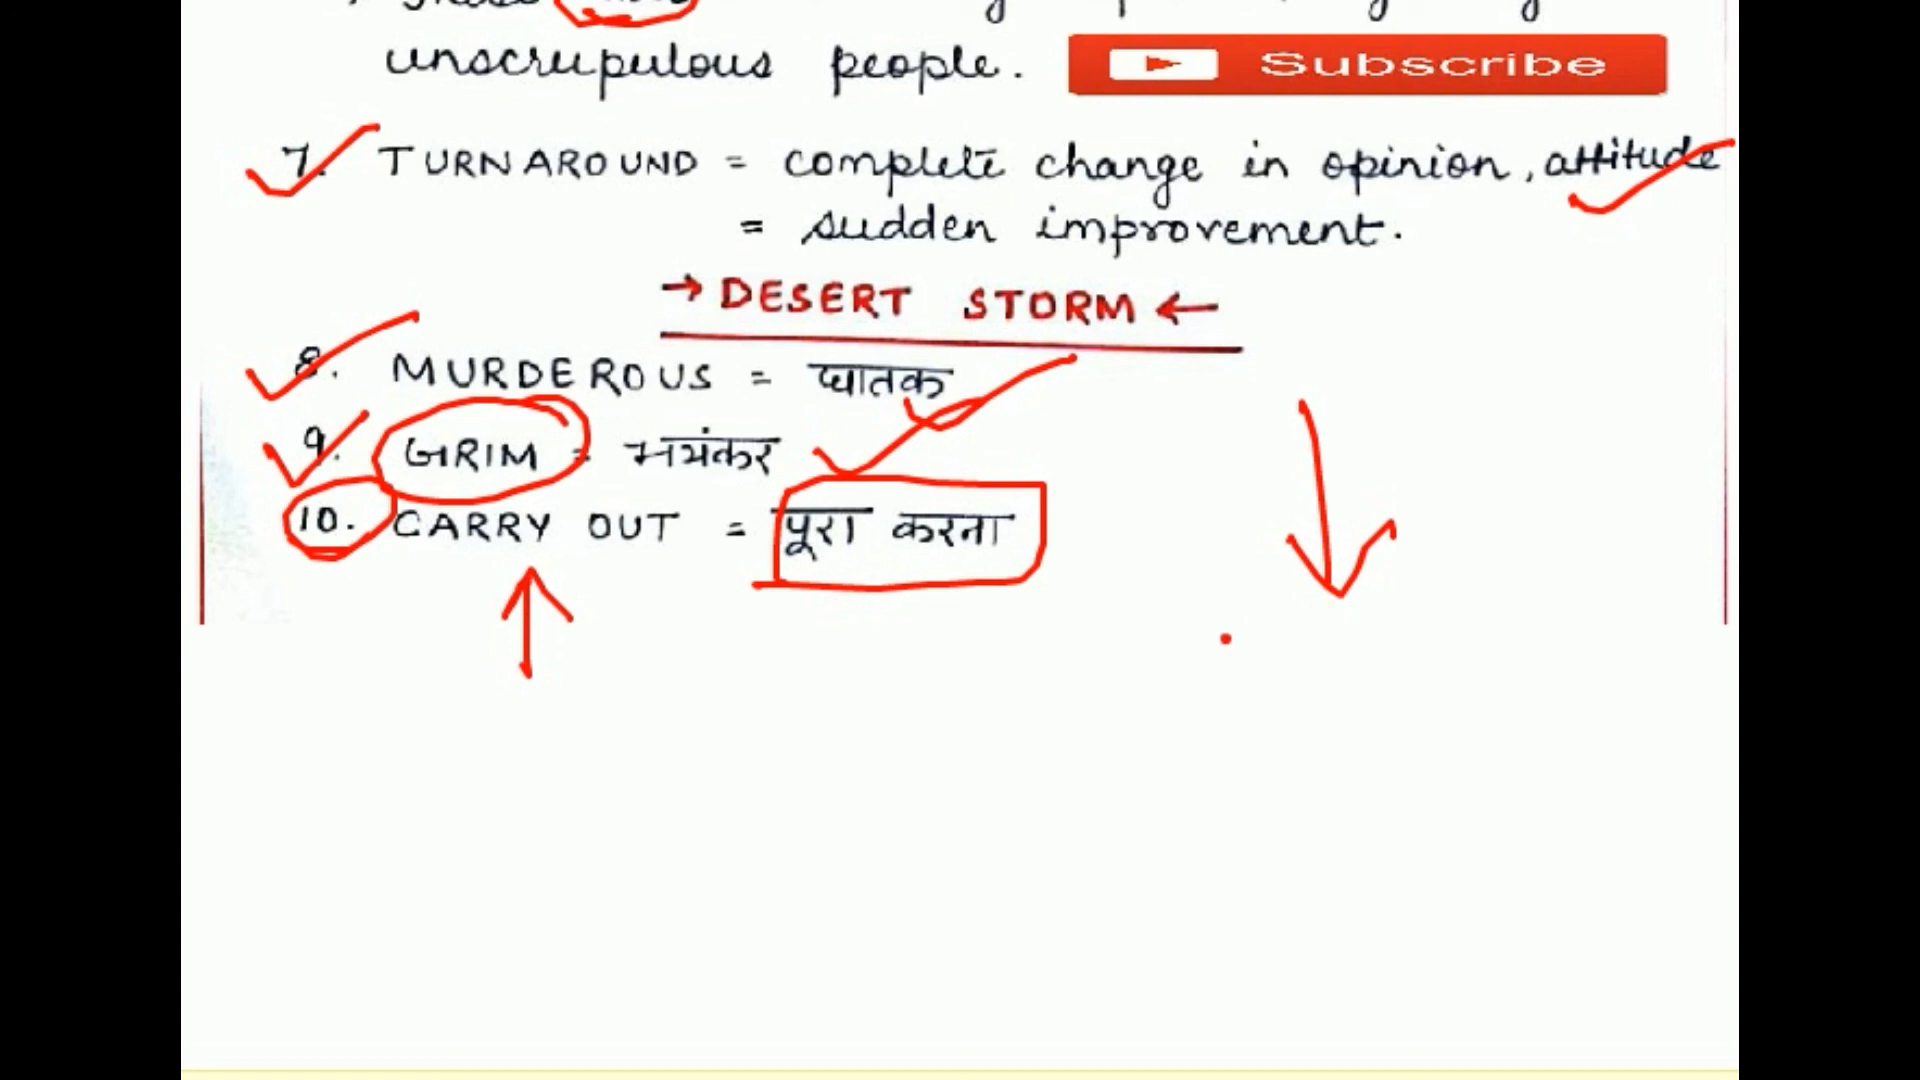 unscrupulous people.
Subscribe
7. TURNAROUND = complete change in opinion, attitude
= sudden improvement.
→ DESERT STORM ←
8. MURDEROUS = घातक
9. GRIM = भयंकर
10. CARRY OUT = पूरा करना